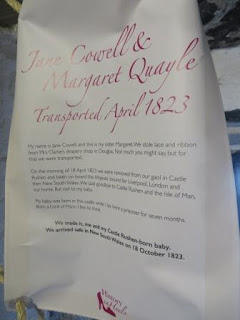 Jane Cowell &
Margaret Quayle
Transported April 1823
My name is Jane Cowell and this is my sister Margaret. We stole lace and ribbon
from Mrs Clarke's drapery shop in Douglas. Not much you might say but for
that we were transported.
On the morning of 18 April 1823 we were removed from our gaol in Castle
Rushen and taken on board the bound for Liverpool, London and
then New South Wales. We said goodbye to Castle Rushen and the Isle of Man,
our home. But not to my baby.
My baby was born in this castle while I lay here a prisoner for seven months.
We made it, me and my Castle Rushen-born baby.
We arrived safe in New South Wales on 18 October 1823.